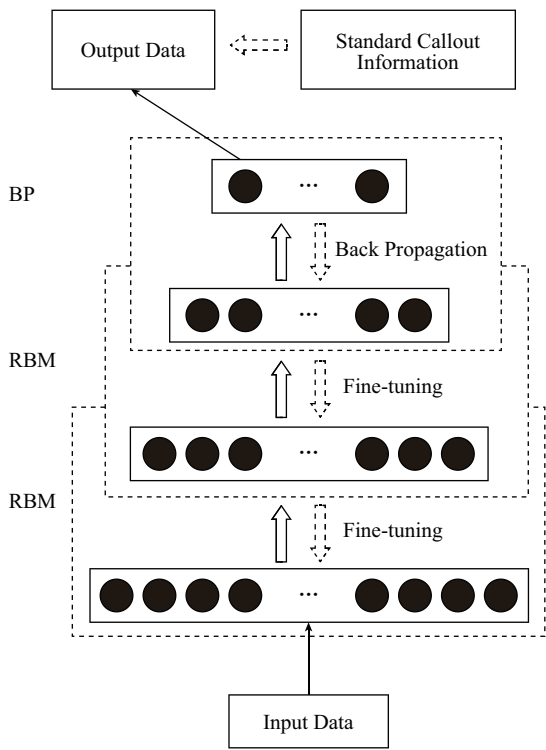 Output Data
Standard Callout
Information
BP
...
Back Propagation
...
RBM
Fine-tuning
...
RBM
Fine-tuning
...
Input Data